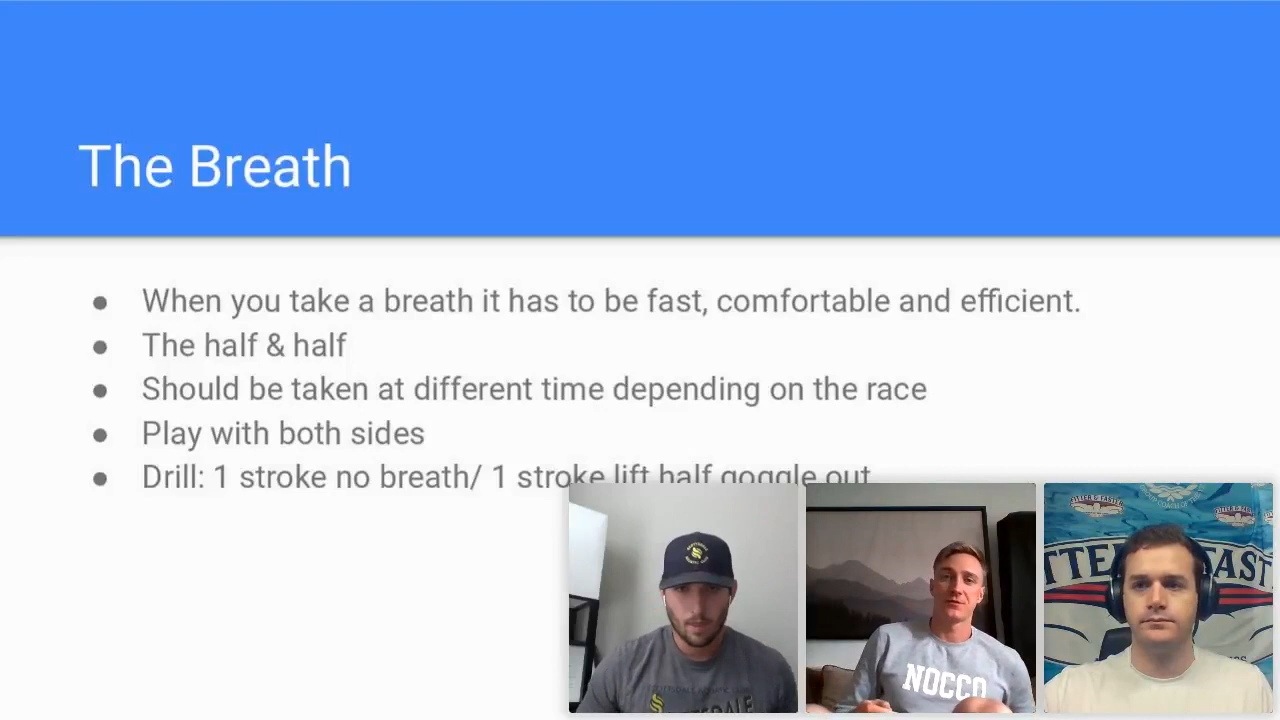 The Breath
● When you take a breath it has to be fast, comfortable and efficient.
● The half & half
● Should be taken at different time depending on the race
● Play with both sides
● Drill: 1 stroke no breath/ 1 stroke lift half goggle out
NOCCO